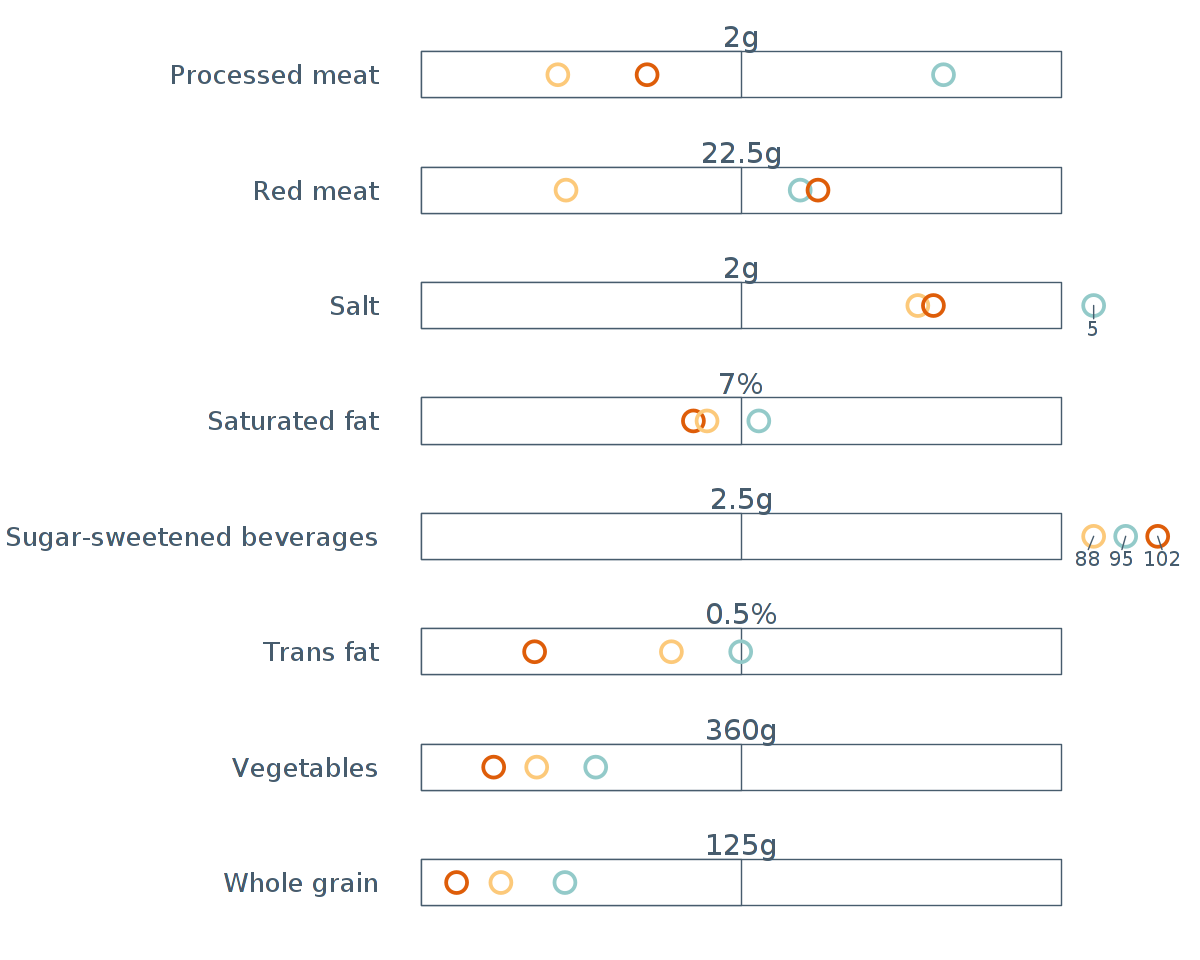 2g
Processed meat
22.5g
Red meat
2g
Salt
5
7%
Saturated fat
2.5g
Sugar-sweetened beverages
88 95 102
0.5%
Trans fat
360g
Vegetables
125g
Whole grain